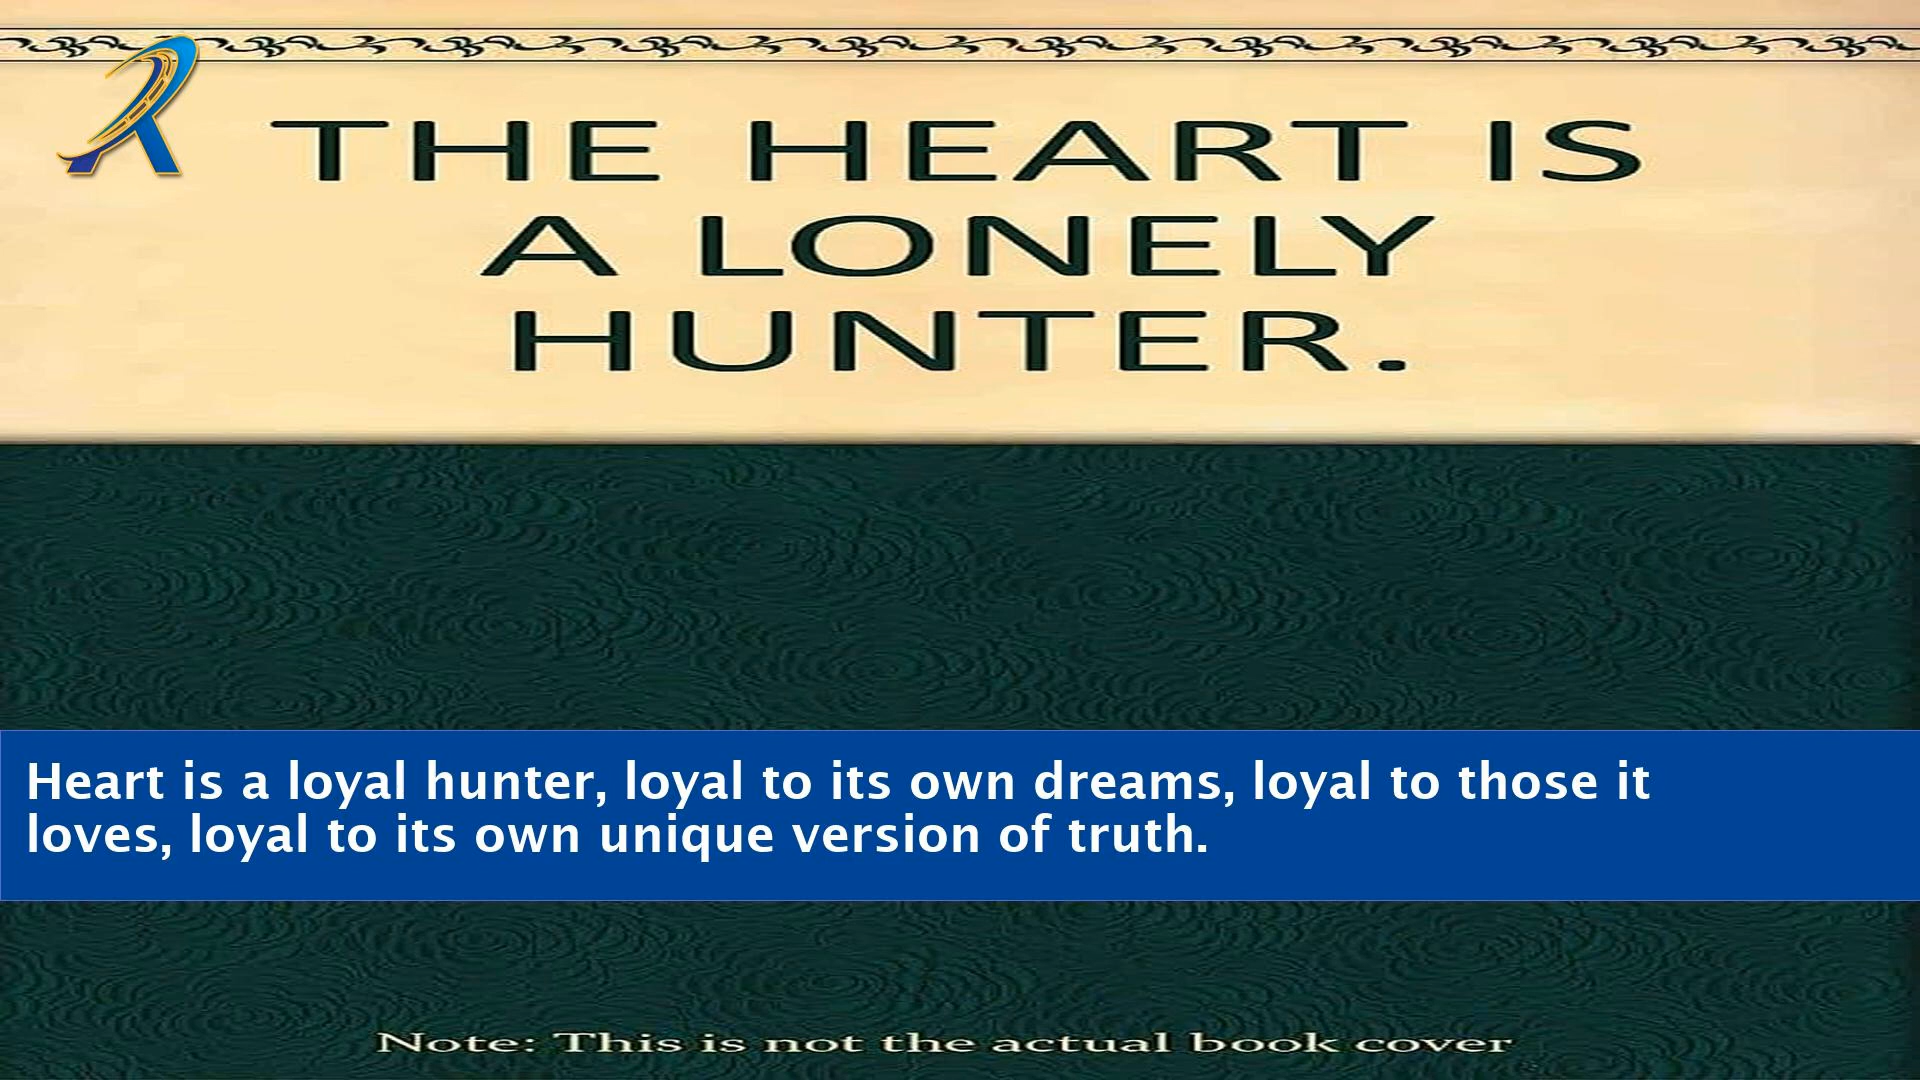 THE HEART IS
A LONELY
HUNTER.
Heart is a loyal hunter, loyal to its own dreams, loyal to those it
loves, loyal to its own unique version of truth.
Note: This is not the actual book cover